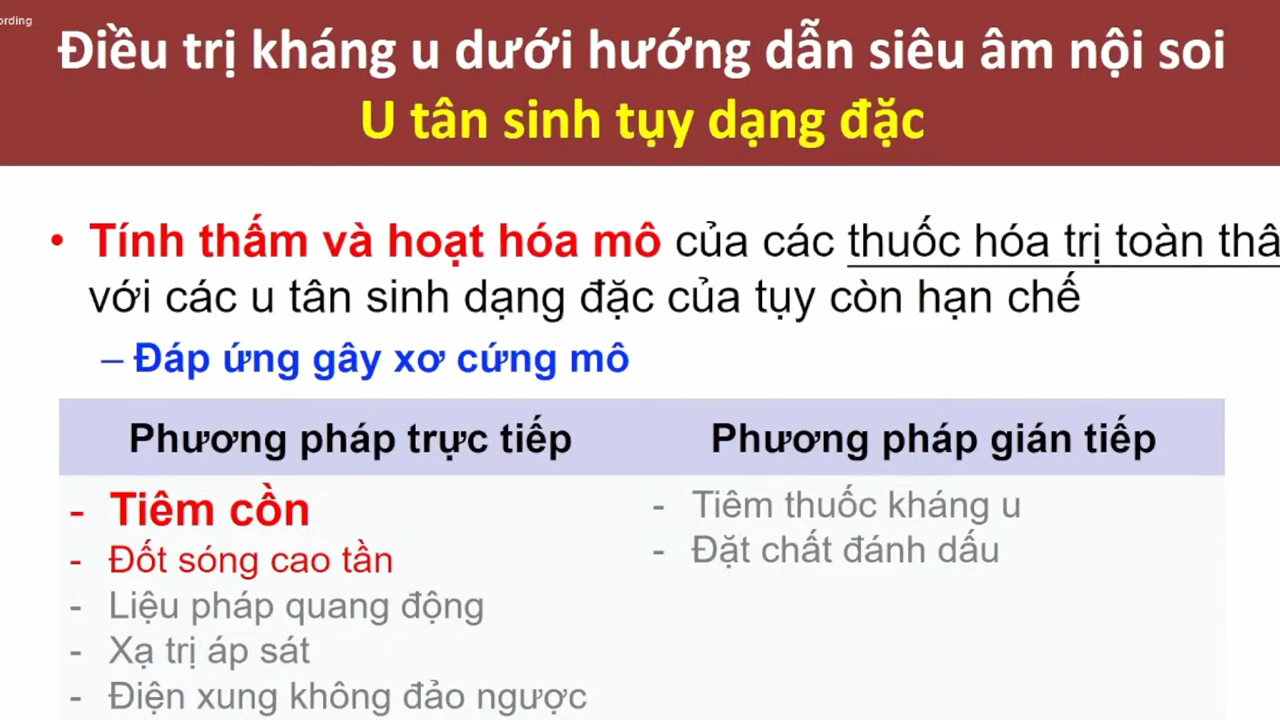 ording
Điều trị kháng u dưới hướng dẫn siêu âm nội soi
U tân sinh tụy dạng đặc
• Tính thấm và hoạt hóa mô của các thuốc hóa trị toàn thâ
với các u tân sinh dạng đặc của tụy còn hạn chế
– Đáp ứng gây xơ cứng mô
Phương pháp trực tiếp
- Tiêm cồn
- Đốt sóng cao tần
- Liệu pháp quang động
- Xạ trị áp sát
- Điện xung không đảo ngược
Phương pháp gián tiếp
- Tiêm thuốc kháng u
- Đặt chất đánh dấu